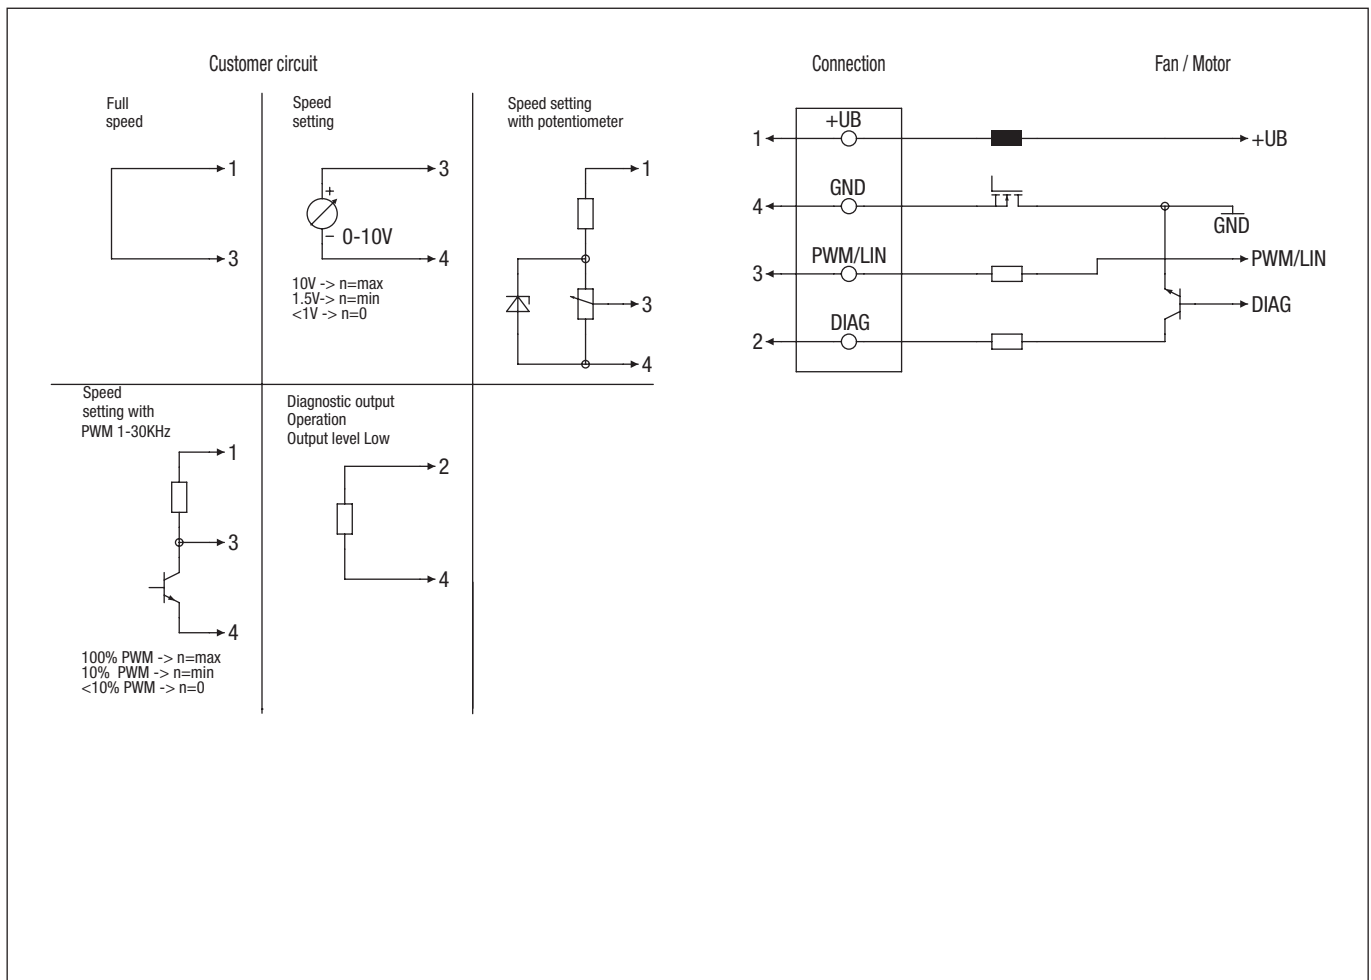 Customer circuit
Connection
Fan / Motor
Full
speed
1
3
Speed
setting
3
+
− 0-10V
4
10V -> n=max
1.5V-> n=min
<1V -> n=0
Speed setting
with potentiometer
1
3
4
Speed
setting with
PWM 1-30KHz
1
3
4
100% PWM -> n=max
10% PWM -> n=min
<10% PWM -> n=0
Diagnostic output
Operation
Output level Low
2
4
1 +UB +UB
4 GND GND
3 PWM/LIN PWM/LIN
DIAG
2 DIAG